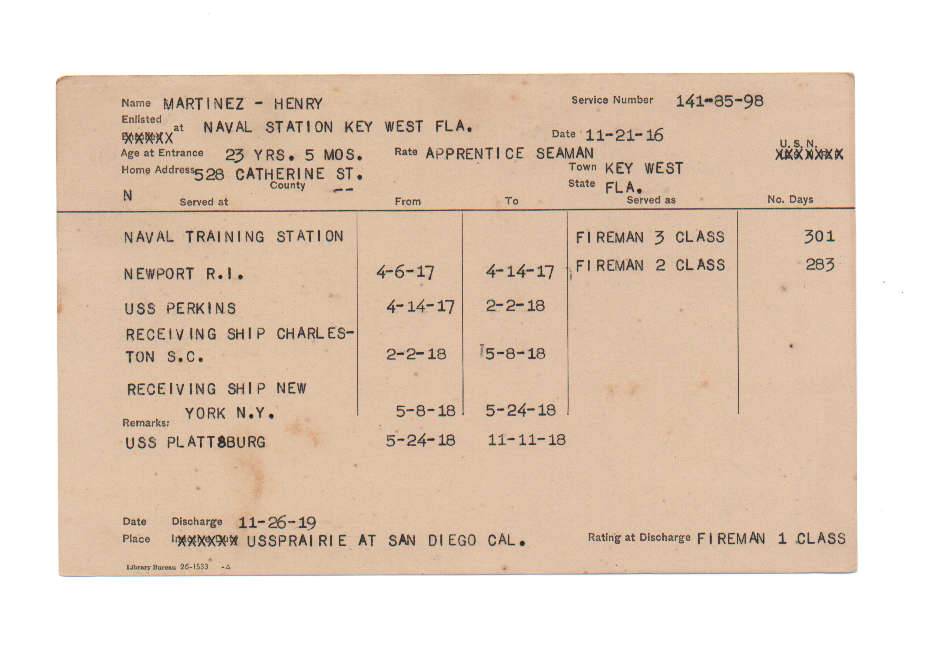 Name MARTINEZ - HENRY Service Number 141-85-98
Enlisted
at NAVAL STATION KEY WEST FLA. Date 11-21-16
U. S. N.
Age at Entrance 23 YRS. 5 MOS. Rate APPRENTICE SEAMAN
Home Address 528 CATHERINE ST. Town KEY WEST
County -- State FLA.
N Served at From To Served as No. Days
NAVAL TRAINING STATION FIREMAN 3 CLASS 301
NEWPORT R.I. 4-6-17 4-14-17 FIREMAN 2 CLASS 283
USS PERKINS 4-14-17 2-2-18
RECEIVING SHIP CHARLES-
TON S.C. 2-2-18 5-8-18
RECEIVING SHIP NEW
YORK N.Y. 5-8-18 5-24-18
Remarks:
USS PLATTSBURG 5-24-18 11-11-18
Date Discharge 11-26-19
Place USSPRAIRIE AT SAN DIEGO CAL. Rating at Discharge FIREMAN 1 CLASS
Library Bureau 26-1533